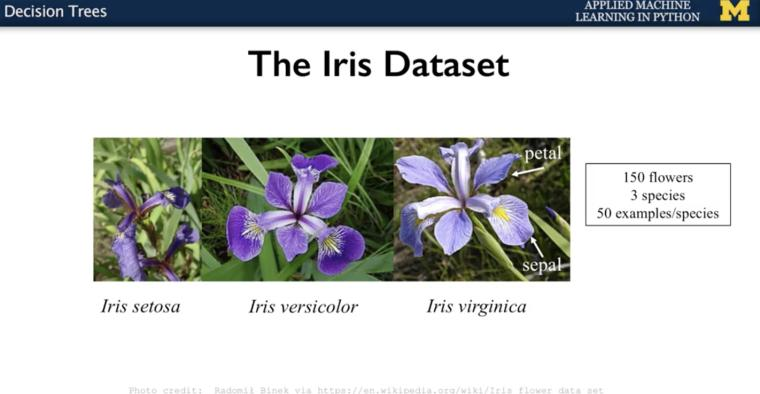 Decision Trees
APPLIED MACHINE
LEARNING IN PYTHON
M
The Iris Dataset
petal
sepal
150 flowers
3 species
50 examples/species
Iris setosa
Iris versicolor
Iris virginica
Photo credit: Radomił Binek via https://en.wikipedia.org/wiki/Iris_flower_data_set